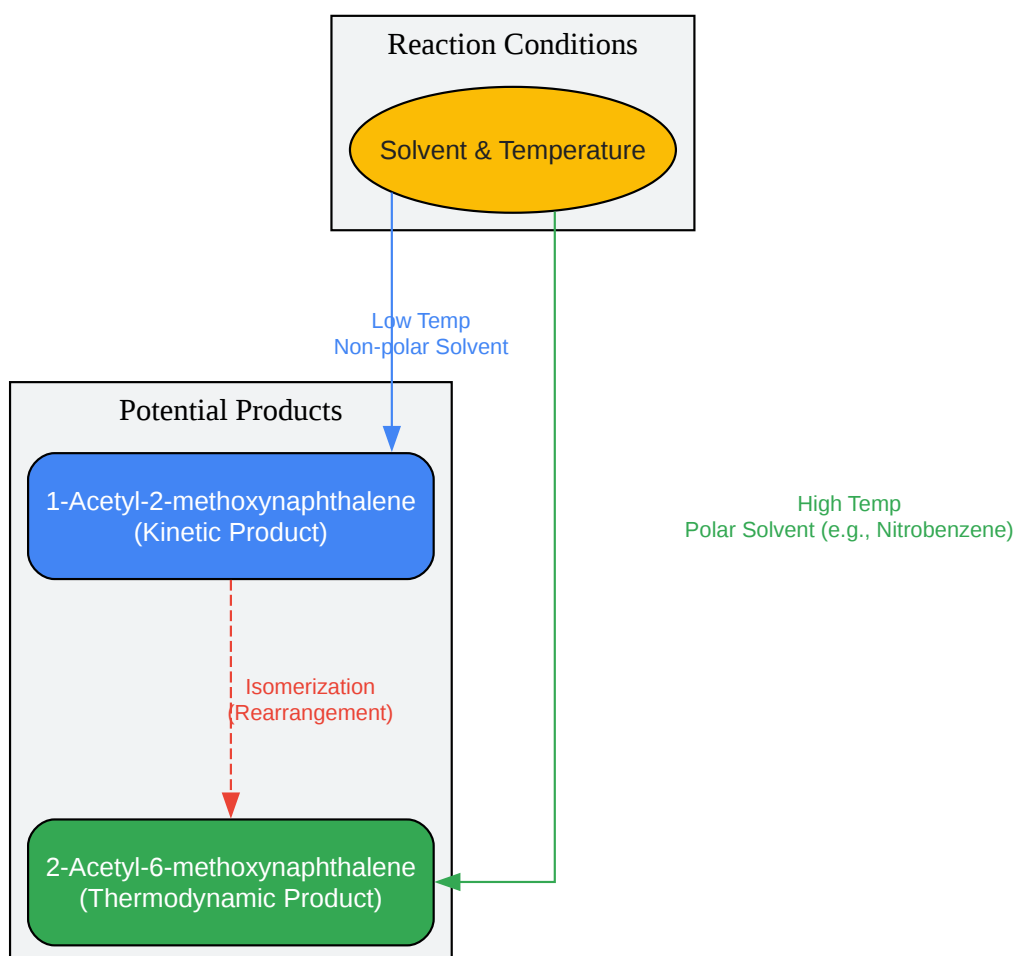 Reaction Conditions
Solvent & Temperature
Low Temp
Non-polar Solvent
Potential Products
1-Acetyl-2-methoxynaphthalene
(Kinetic Product)
High Temp
Polar Solvent (e.g., Nitrobenzene)
Isomerization
(Rearrangement)
2-Acetyl-6-methoxynaphthalene
(Thermodynamic Product)